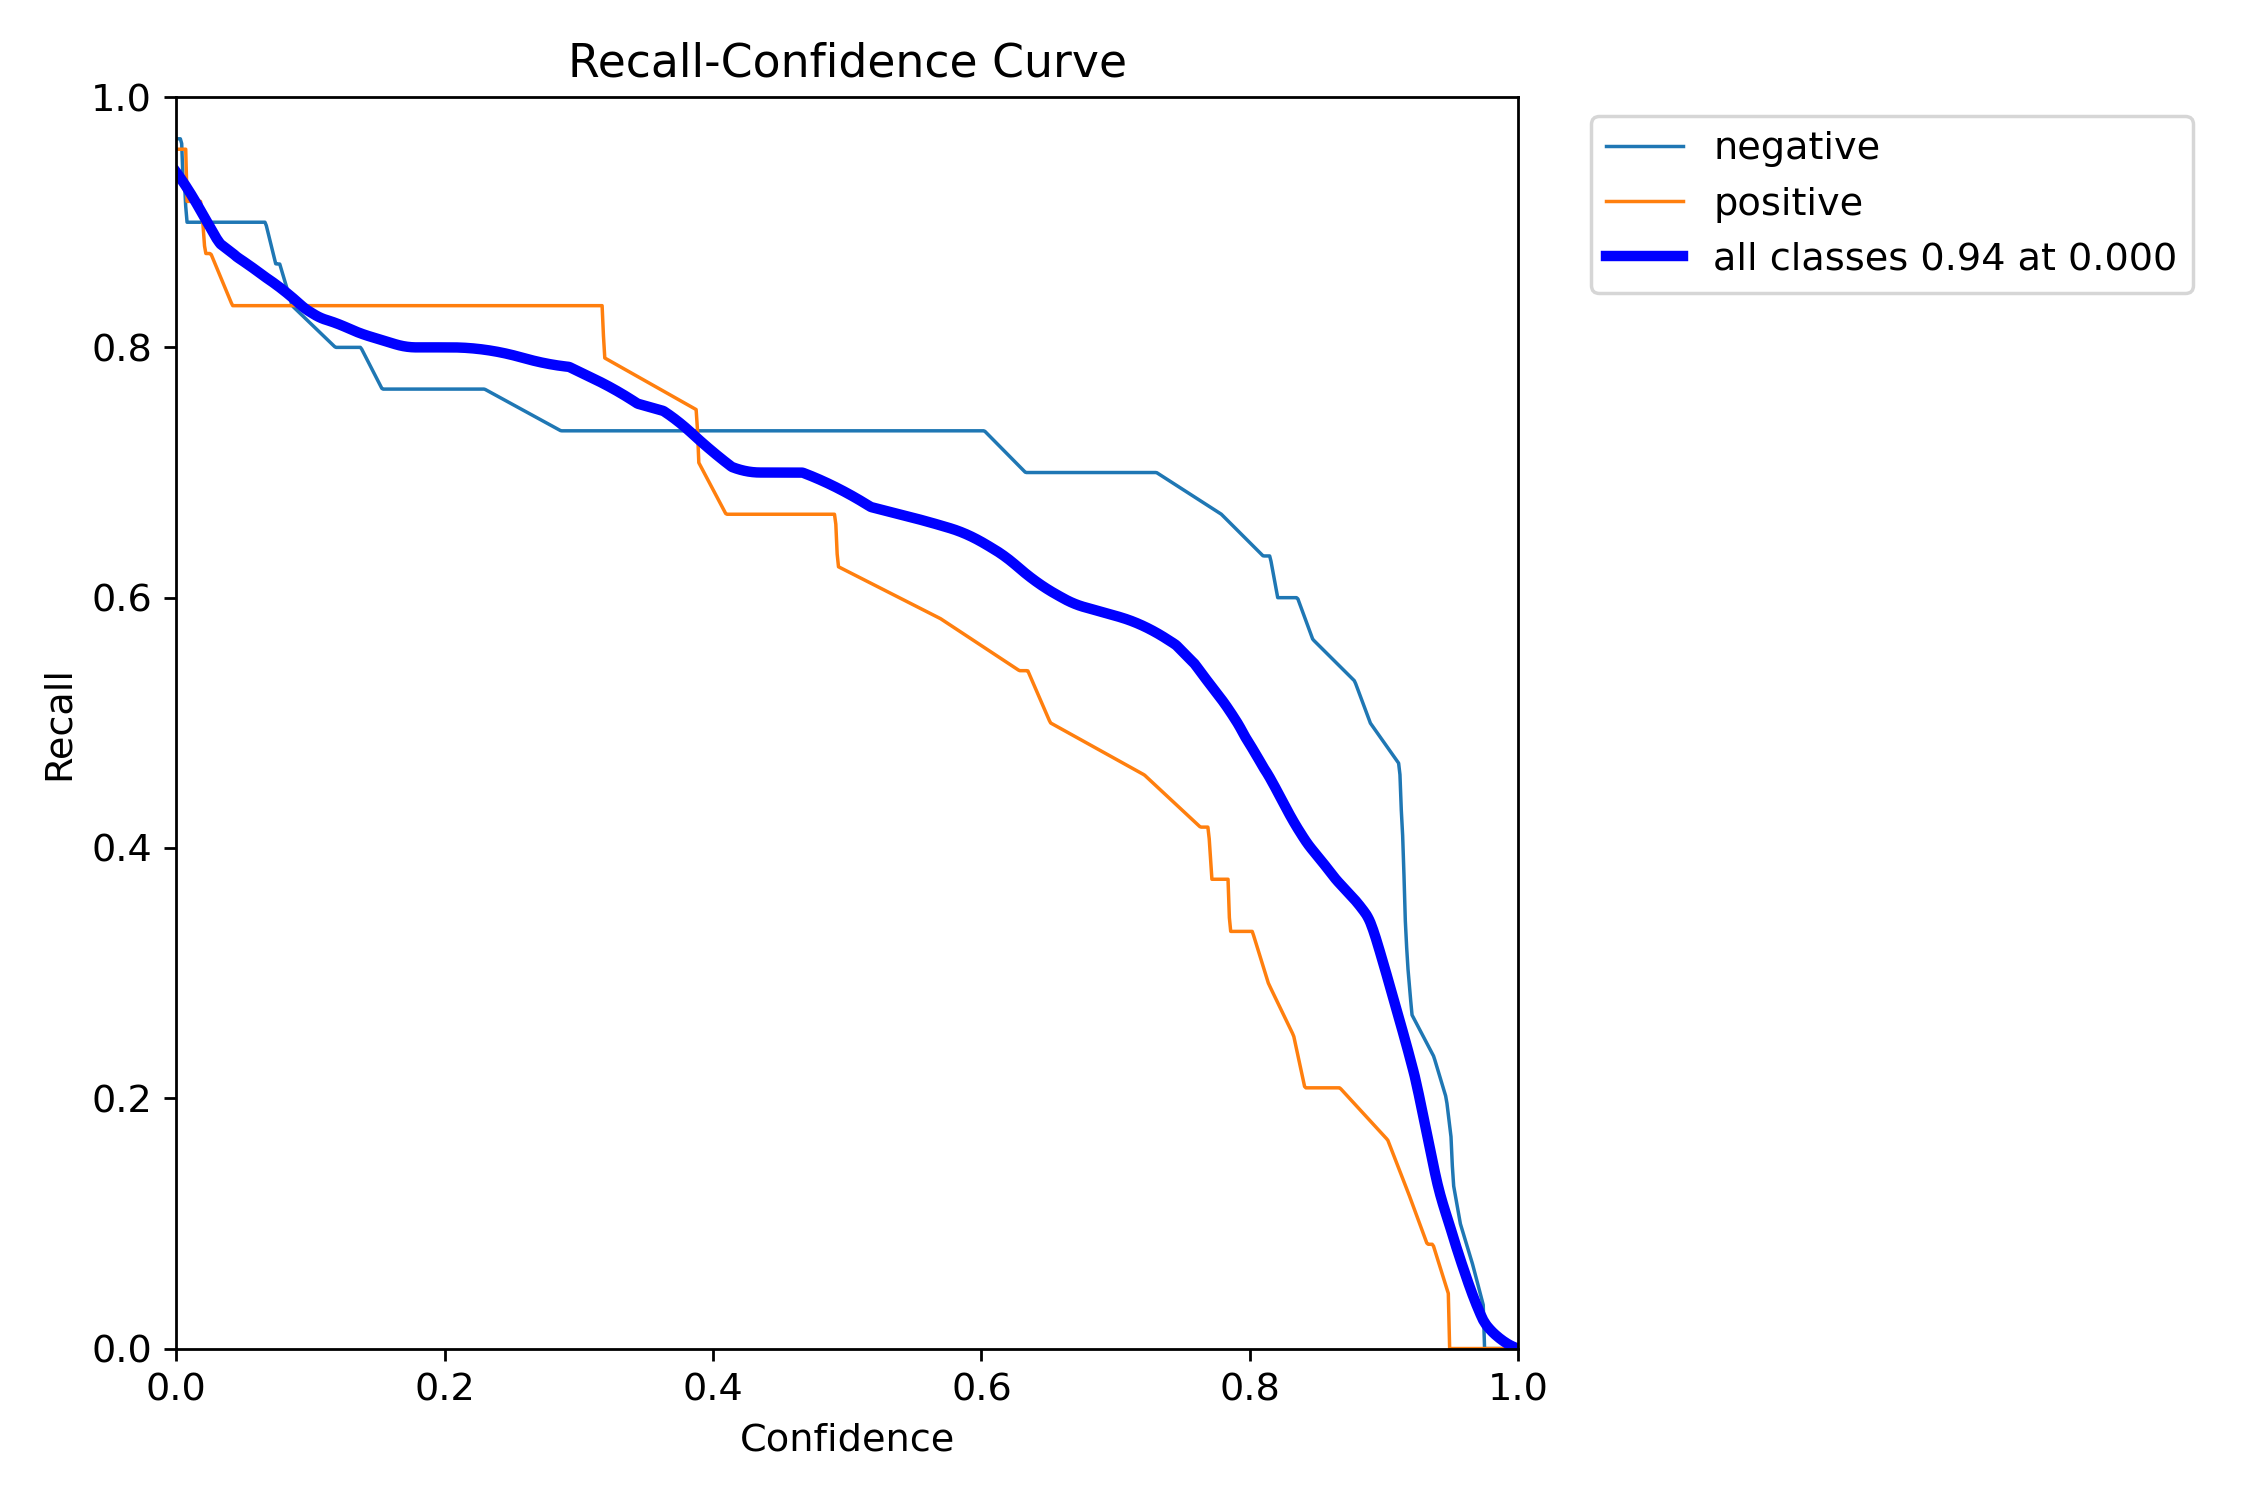 Recall-Confidence Curve
1.0
0.8
0.6
0.4
0.2
0.0
Recall
0.0 0.2 0.4 0.6 0.8 1.0
Confidence
negative
positive
all classes 0.94 at 0.000